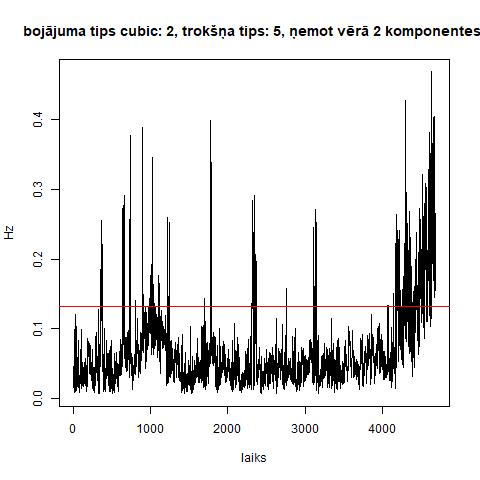 bojājuma tips cubic: 2, trokšņa tips: 5, ņemot vērā 2 komponentes
0.4
0.3
0.2
0.1
0.0
Hz
0 1000 2000 3000 4000
laiks